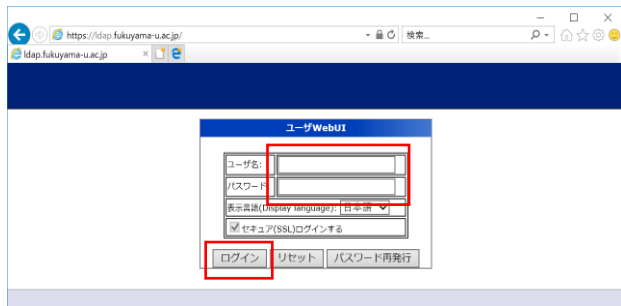 https://ldap.fukuyama-u.ac.jp/
検索...
ldap.fukuyama-u.ac.jp
ユーザWebUI
ユーザ名:
パスワード:
表示言語(Display language): 日本語
セキュア(SSL)ログインする
ログイン リセット パスワード再発行